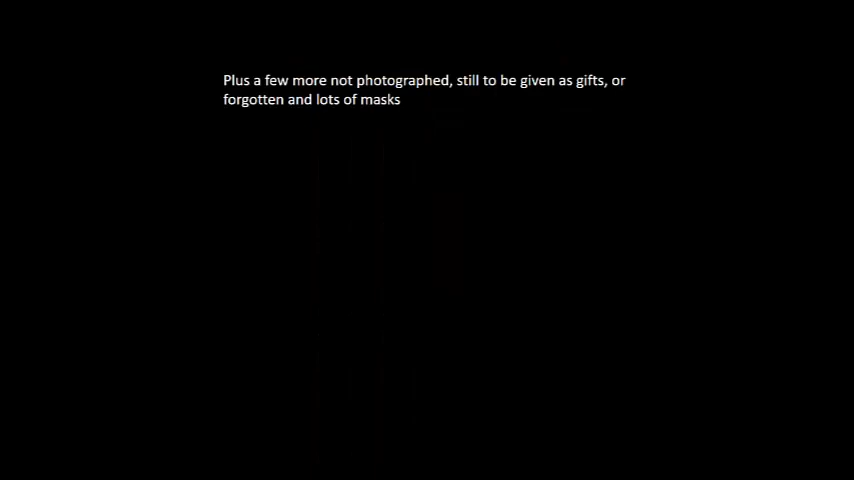 Plus a few more not photographed, still to be given as gifts, or
forgotten and lots of masks